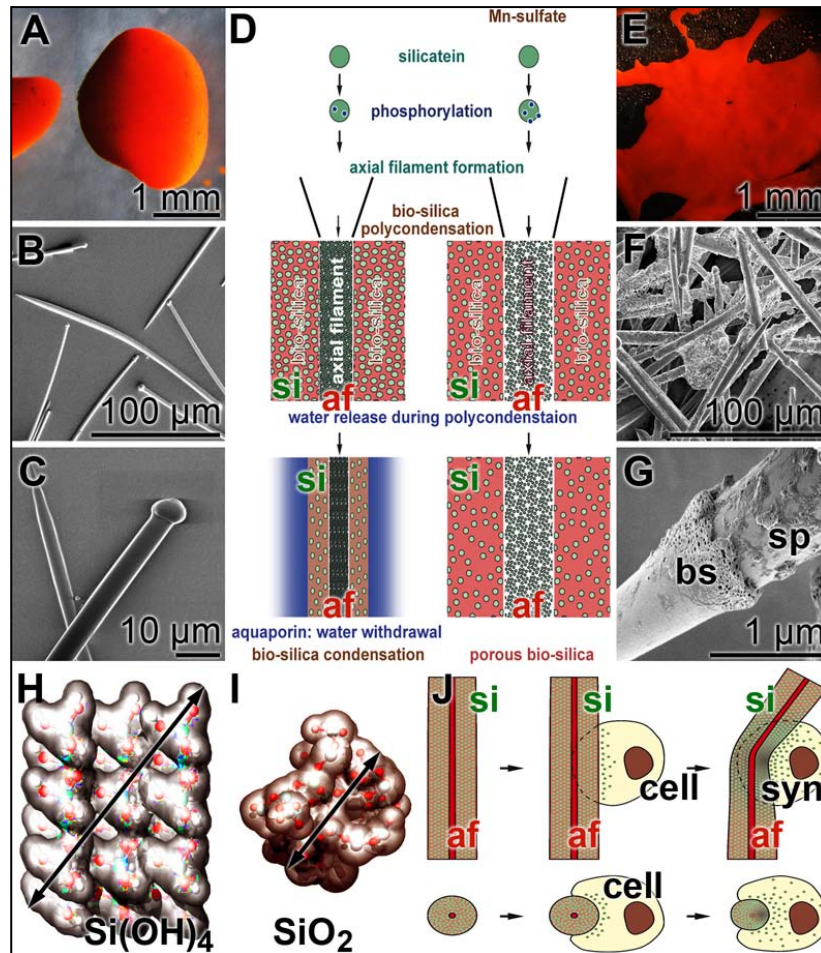 A
1 mm
B
100 µm
C
10 µm
D
Mn-sulfate
silicatein
phosphorylation
axial filament formation
bio-silica
polycondensation
bio-silica
axial filament
bio-silica
si
af
bio-silica
axial filament
bio-silica
si
af
water release during polycondenstaion
si
af
si
af
aquaporin: water withdrawal
bio-silica condensation
porous bio-silica
E
1 mm
F
100 µm
G
bs
sp
1 µm
H
Si(OH)4
I
SiO2
J
si
af
si
af
cell
si
af
syn
cell